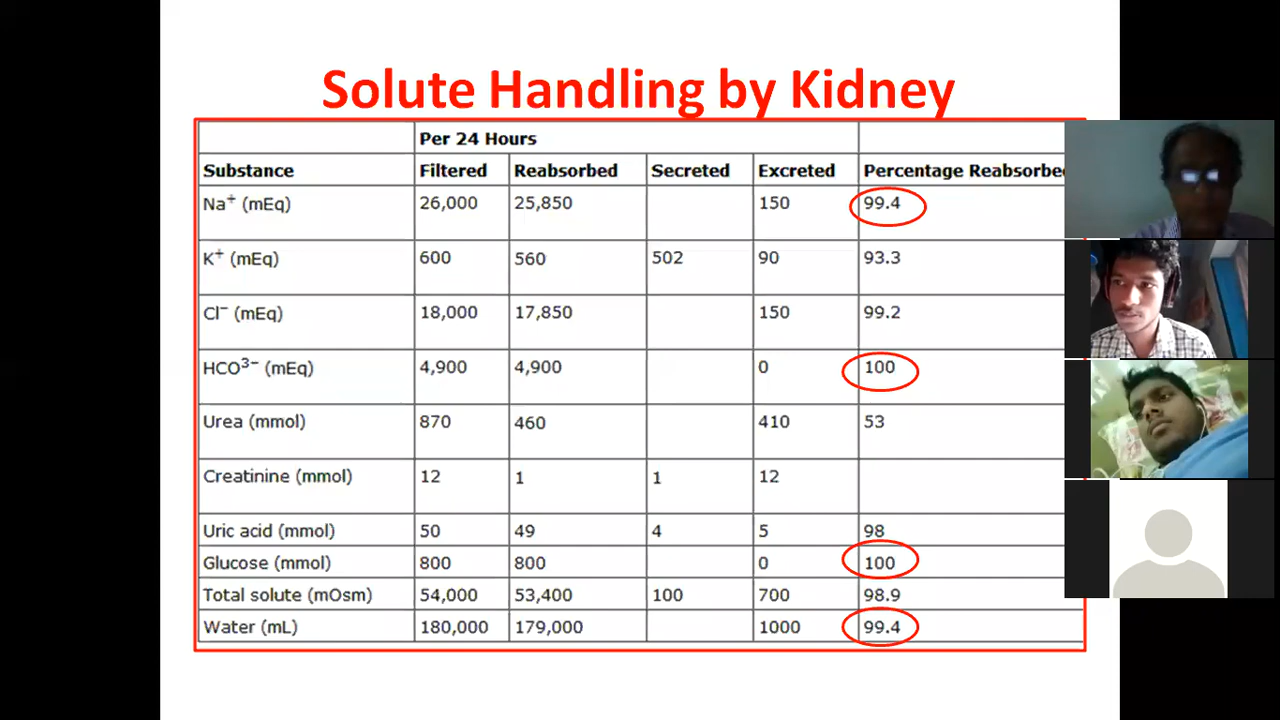 Solute Handling by Kidney
Per 24 Hours
Substance Filtered Reabsorbed Secreted Excreted Percentage Reabsorbed
Na+ (mEq) 26,000 25,850 150 99.4
K+ (mEq) 600 560 502 90 93.3
Cl− (mEq) 18,000 17,850 150 99.2
HCO3− (mEq) 4,900 4,900 0 100
Urea (mmol) 870 460 410 53
Creatinine (mmol) 12 1 1 12
Uric acid (mmol) 50 49 4 5 98
Glucose (mmol) 800 800 0 100
Total solute (mOsm) 54,000 53,400 100 700 98.9
Water (mL) 180,000 179,000 1000 99.4